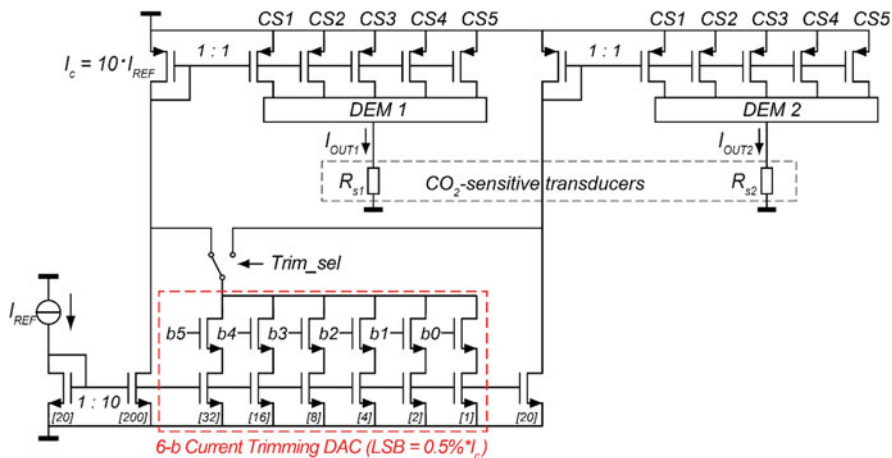 CS1 CS2 CS3 CS4 CS5 CS1 CS2 CS3 CS4 CS5
I_c = 10·I_REF 1 : 1 1 : 1
DEM 1 DEM 2
I_OUT1 I_OUT2
R_s1 CO₂-sensitive transducers R_s2
Trim_sel
I_REF
b5 b4 b3 b2 b1 b0
1 : 10
[20] [200] [32] [16] [8] [4] [2] [1] [20]
6-b Current Trimming DAC (LSB = 0.5%*I_c)